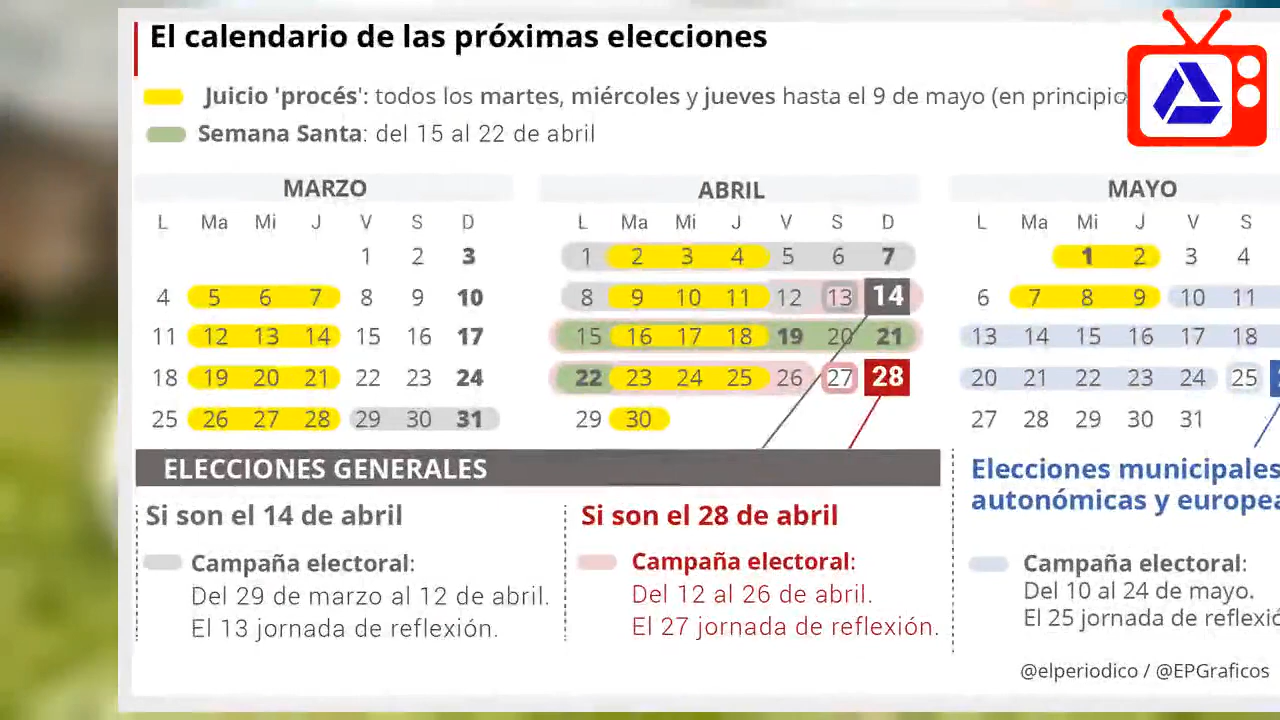 El calendario de las próximas elecciones
Juicio 'procés': todos los martes, miércoles y jueves hasta el 9 de mayo (en principio
Semana Santa: del 15 al 22 de abril
MARZO
L Ma Mi J V S D
1 2 3
4 5 6 7 8 9 10
11 12 13 14 15 16 17
18 19 20 21 22 23 24
25 26 27 28 29 30 31
ABRIL
L Ma Mi J V S D
1 2 3 4 5 6 7
8 9 10 11 12 13 14
15 16 17 18 19 20 21
22 23 24 25 26 27 28
29 30
MAYO
L Ma Mi J V S
1 2 3 4
6 7 8 9 10 11
13 14 15 16 17 18
20 21 22 23 24 25
27 28 29 30 31
ELECCIONES GENERALES
Si son el 14 de abril
Campaña electoral:
Del 29 de marzo al 12 de abril.
El 13 jornada de reflexión.
Si son el 28 de abril
Campaña electoral:
Del 12 al 26 de abril.
El 27 jornada de reflexión.
Elecciones municipales
autonómicas y europea
Campaña electoral:
Del 10 al 24 de mayo.
El 25 jornada de reflexió
@elperiodico / @EPGraficos